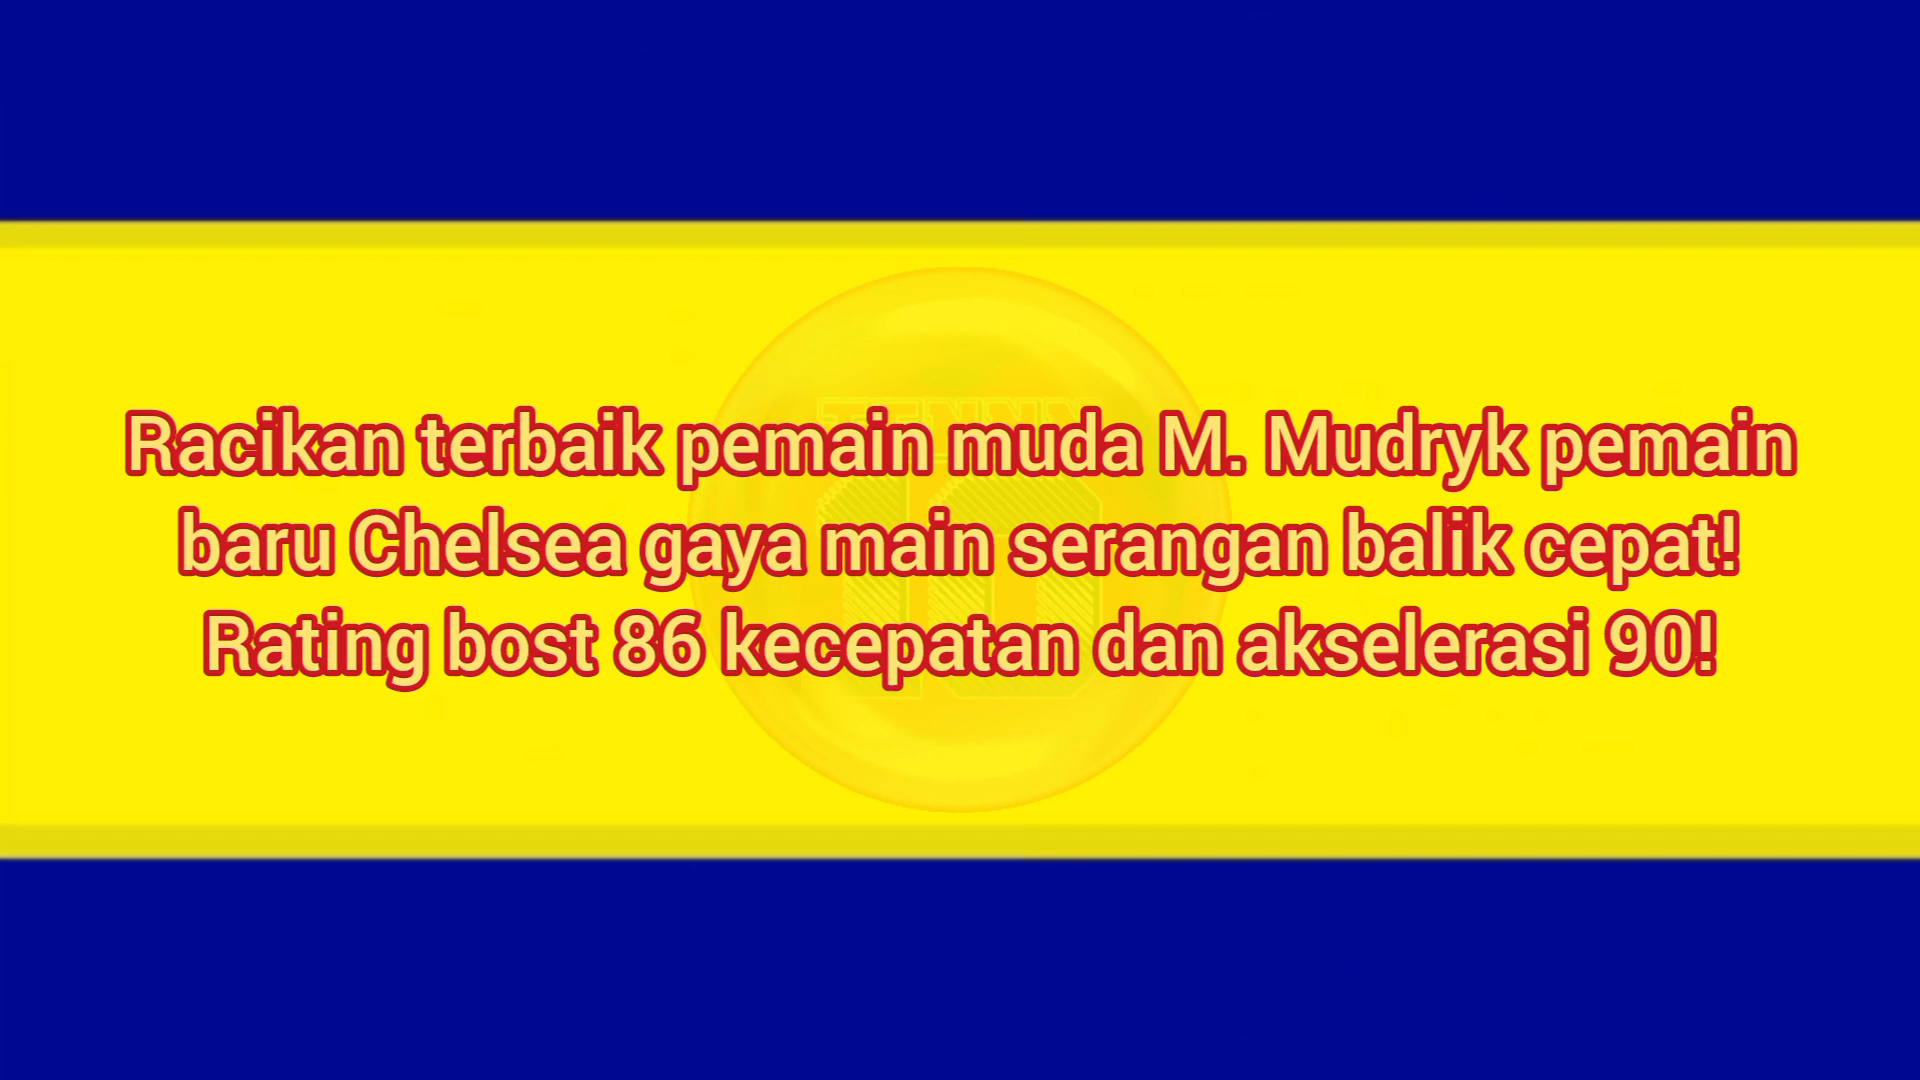 Racikan terbaik pemain muda M. Mudryk pemain
baru Chelsea gaya main serangan balik cepat!
Rating bost 86 kecepatan dan akselerasi 90!